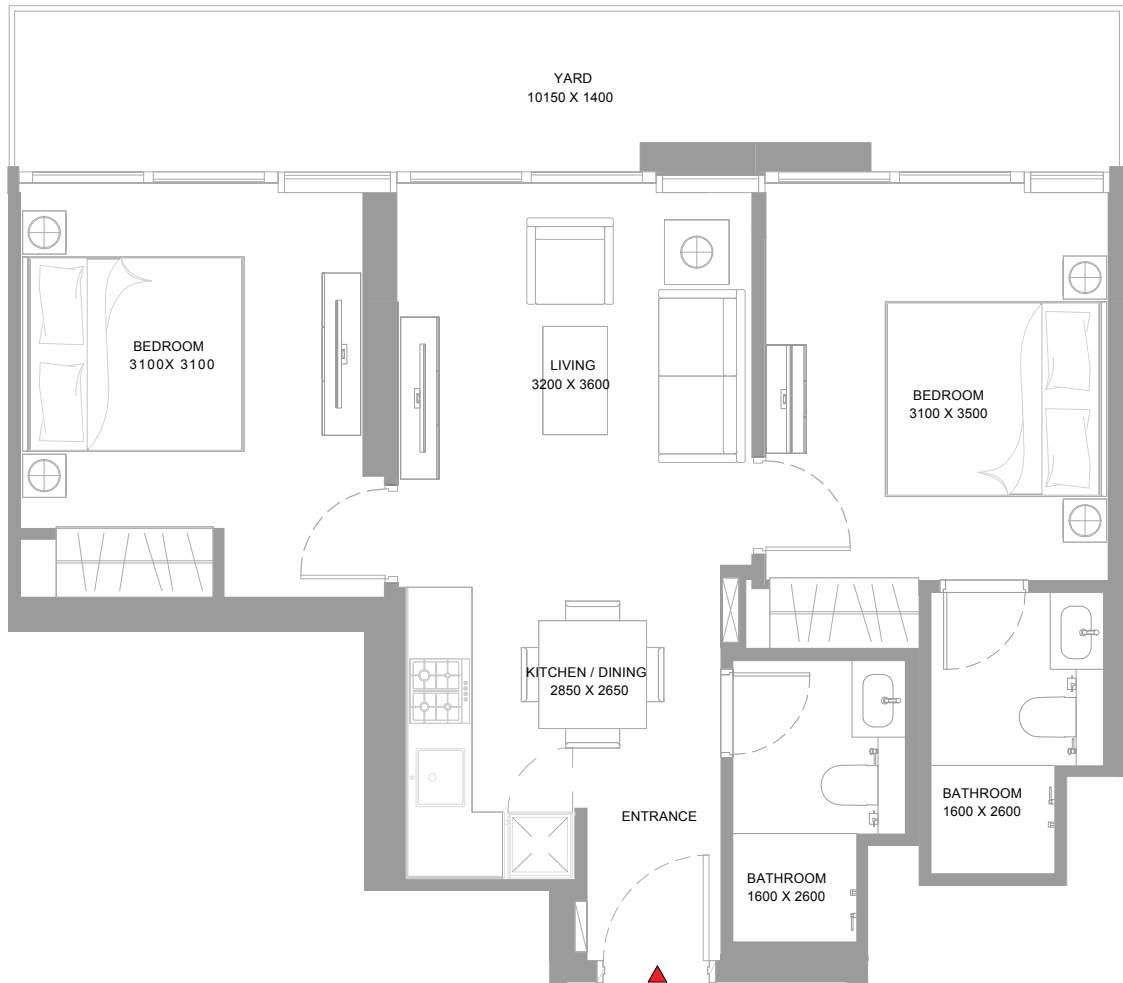 YARD
10150 X 1400
BEDROOM
3100X 3100
LIVING
3200 X 3600
BEDROOM
3100 X 3500
KITCHEN / DINING
2850 X 2650
ENTRANCE
BATHROOM
1600 X 2600
BATHROOM
1600 X 2600